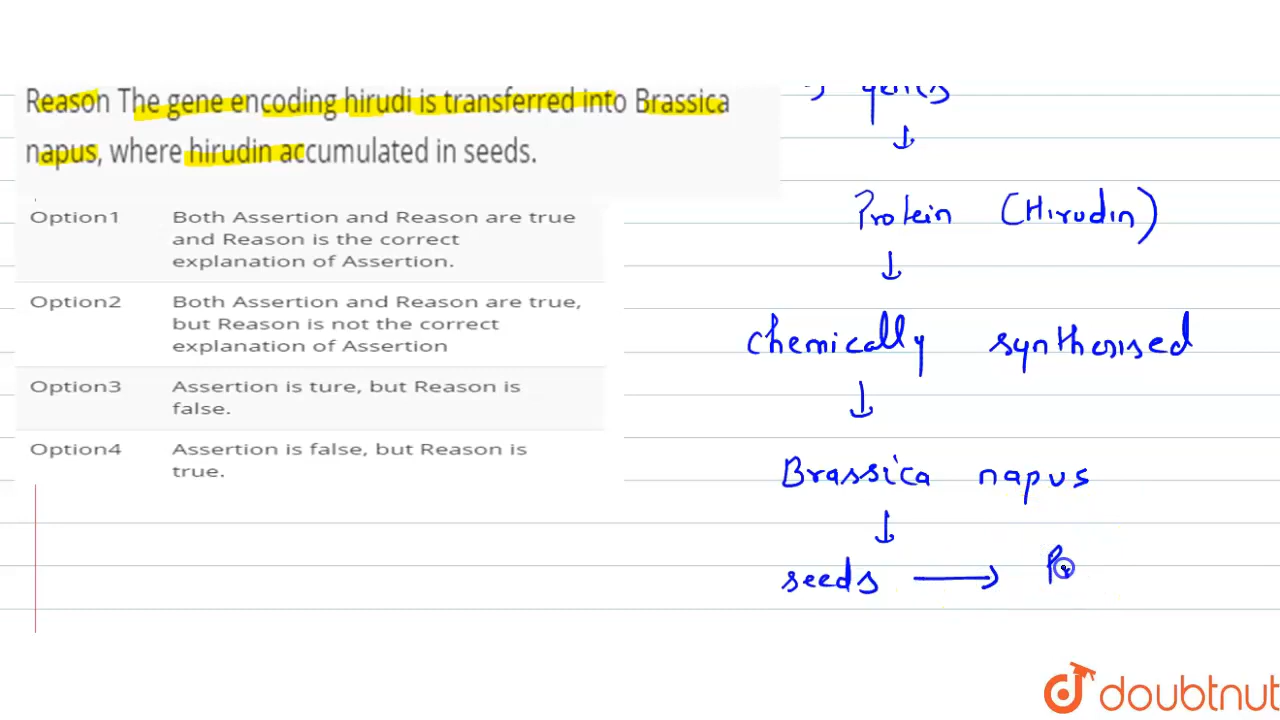 Reason The gene encoding hirudi is transferred into Brassica
napus, where hirudin accumulated in seeds.
Option1 Both Assertion and Reason are true
and Reason is the correct
explanation of Assertion.
Option2 Both Assertion and Reason are true,
but Reason is not the correct
explanation of Assertion
Option3 Assertion is ture, but Reason is
false.
Option4 Assertion is false, but Reason is
true.
Protein (Hirudin)
↓
chemically synthesised
↓
Brassica napus
↓
seeds →
doubtnut